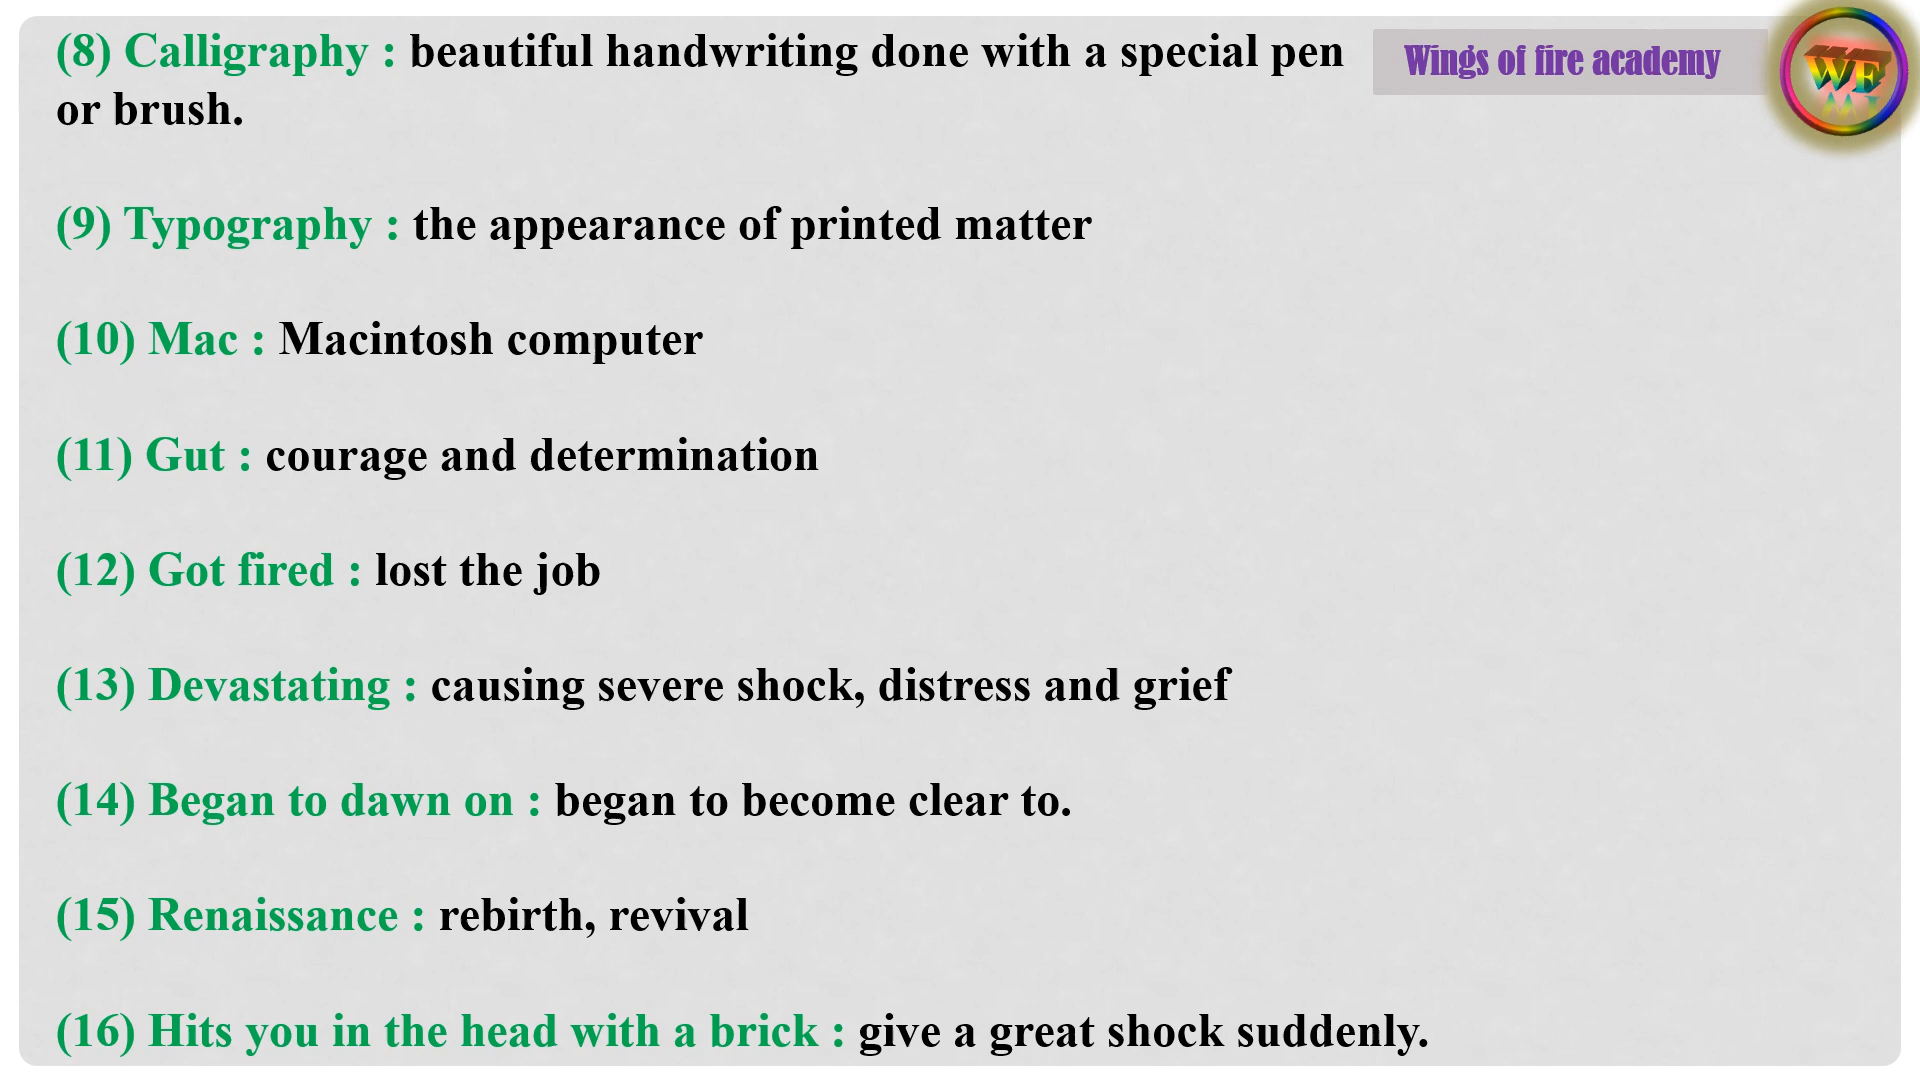 (8) Calligraphy : beautiful handwriting done with a special pen
or brush.
Wings of fire academy
WE
(9) Typography : the appearance of printed matter
(10) Mac : Macintosh computer
(11) Gut : courage and determination
(12) Got fired : lost the job
(13) Devastating : causing severe shock, distress and grief
(14) Began to dawn on : began to become clear to.
(15) Renaissance : rebirth, revival
(16) Hits you in the head with a brick : give a great shock suddenly.